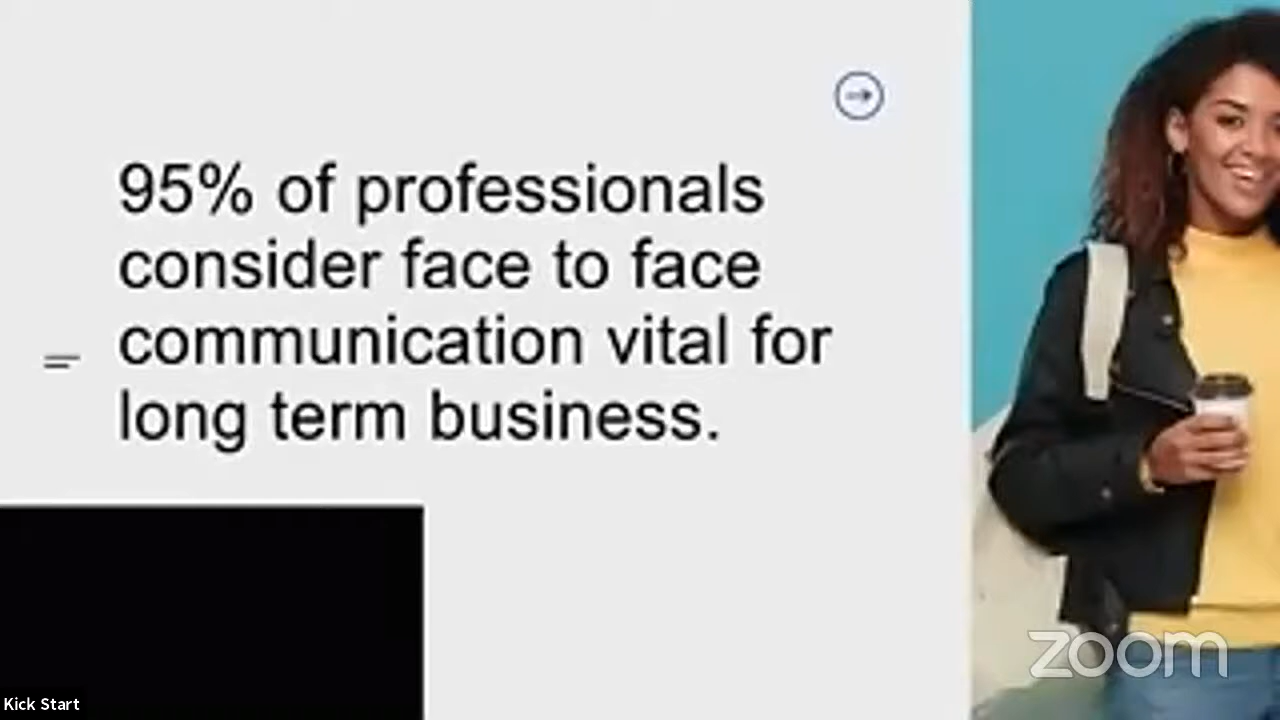 95% of professionals
consider face to face
communication vital for
long term business.
zoom
Kick Start